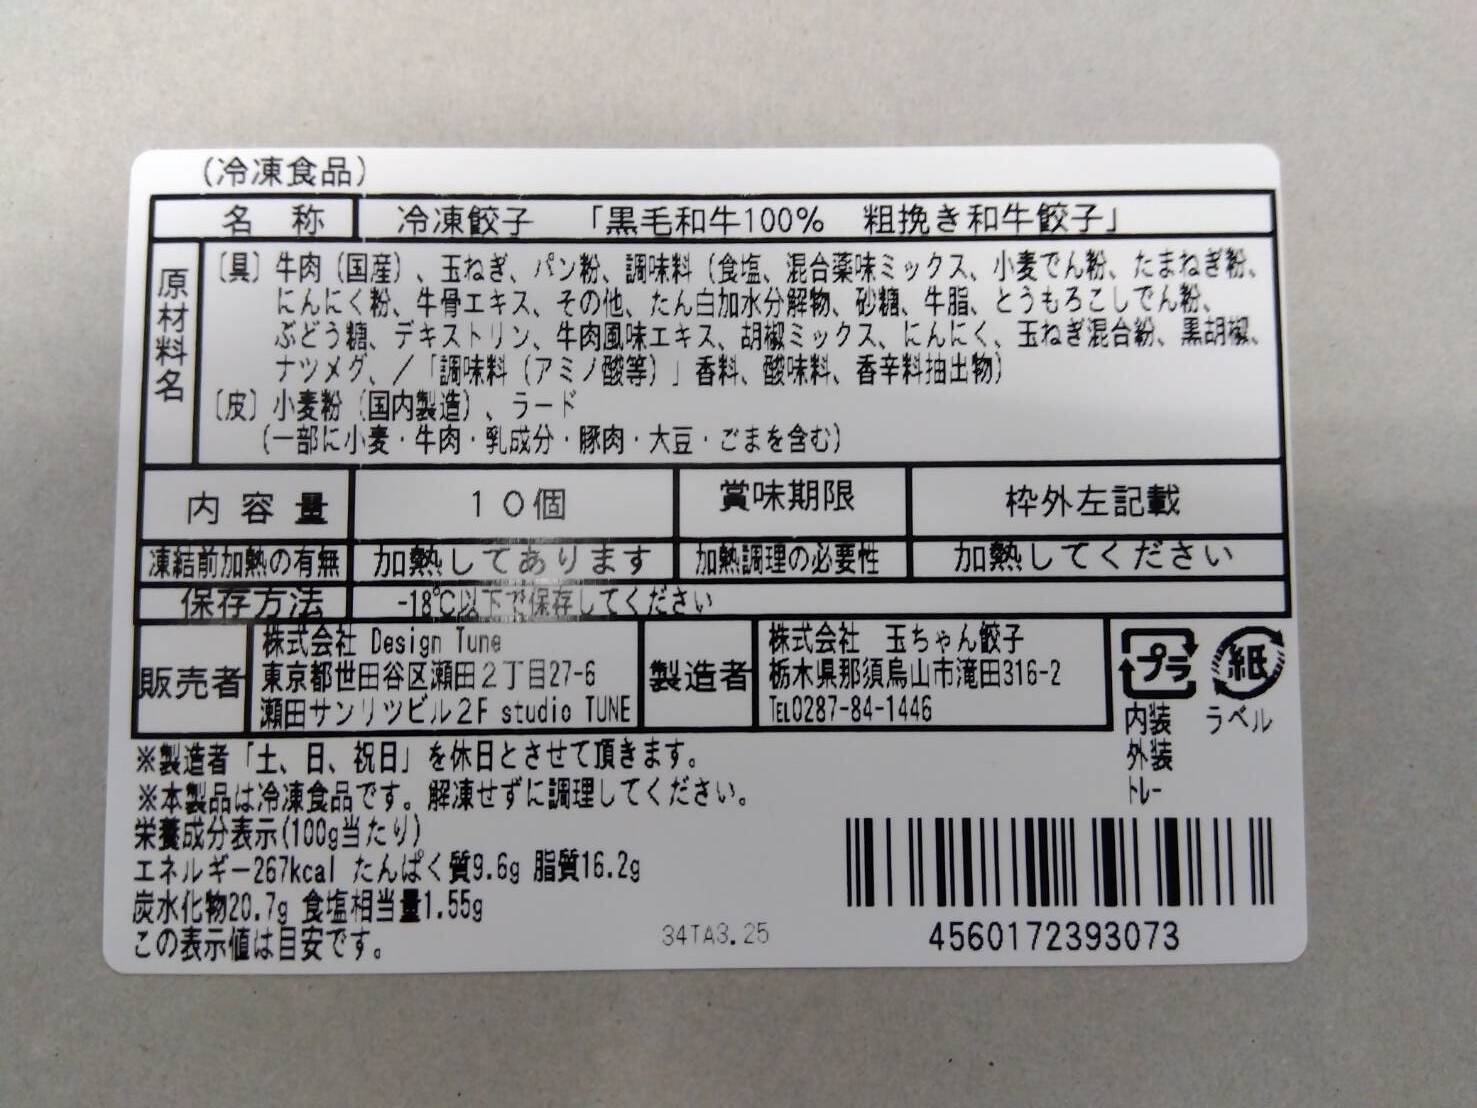 (冷凍食品)
名 称 冷凍餃子 「黒毛和牛100% 粗挽き和牛餃子」
原材料名
〔具〕牛肉(国産)、玉ねぎ、パン粉、調味料(食塩、混合薬味ミックス、小麦でん粉、たまねぎ粉、
にんにく粉、牛骨エキス、その他、たん白加水分解物、砂糖、牛脂、とうもろこしでん粉、
ぶどう糖、デキストリン、牛肉風味エキス、胡椒ミックス、にんにく、玉ねぎ混合粉、黒胡椒、
ナツメグ、/「調味料(アミノ酸等)」香料、酸味料、香辛料抽出物)
〔皮〕小麦粉(国内製造)、ラード
(一部に小麦・牛肉・乳成分・豚肉・大豆・ごまを含む)
内 容 量 10個 賞味期限 枠外左記載
凍結前加熱の有無 加熱してあります 加熱調理の必要性 加熱してください
保存方法 -18℃以下で保存してください
販売者
株式会社 Design Tune
東京都世田谷区瀬田2丁目27-6
瀬田サンリツビル2F studio TUNE
製造者
株式会社 玉ちゃん餃子
栃木県那須烏山市滝田316-2
TEL0287-84-1446
プラ
内装
外装
トレー
紙
ラベル
※製造者「土、日、祝日」を休日とさせて頂きます。
※本製品は冷凍食品です。解凍せずに調理してください。
栄養成分表示(100g当たり)
エネルギー267kcal たんぱく質9.6g 脂質16.2g
炭水化物20.7g 食塩相当量1.55g
この表示値は目安です。
34TA3.25
4560172393073